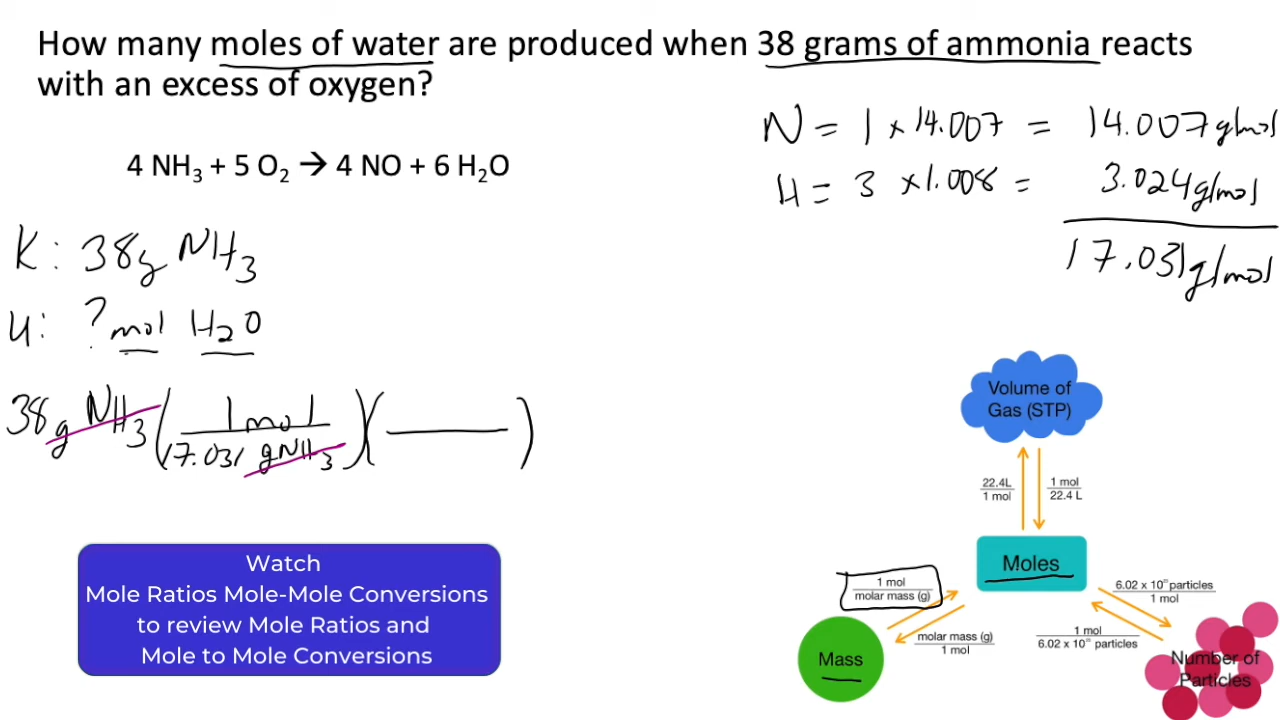 How many moles of water are produced when 38 grams of ammonia reacts
with an excess of oxygen?
4 NH₃ + 5 O₂ → 4 NO + 6 H₂O
N = 1 × 14.007 = 14.007 g/mol
H = 3 × 1.008 = 3.024 g/mol
17.031 g/mol
K: 38g NH₃
U: ? mol H₂O
38g NH₃ (1 mol / 17.031 g NH₃)( ___ )
Watch
Mole Ratios Mole-Mole Conversions
to review Mole Ratios and
Mole to Mole Conversions
Volume of
Gas (STP)
22.4L
1 mol
1 mol
22.4 L
Moles
1 mol
molar mass (g)
molar mass (g)
1 mol
Mass
6.02 x 10²³ particles
1 mol
1 mol
6.02 x 10²³ particles
Number of
Particles